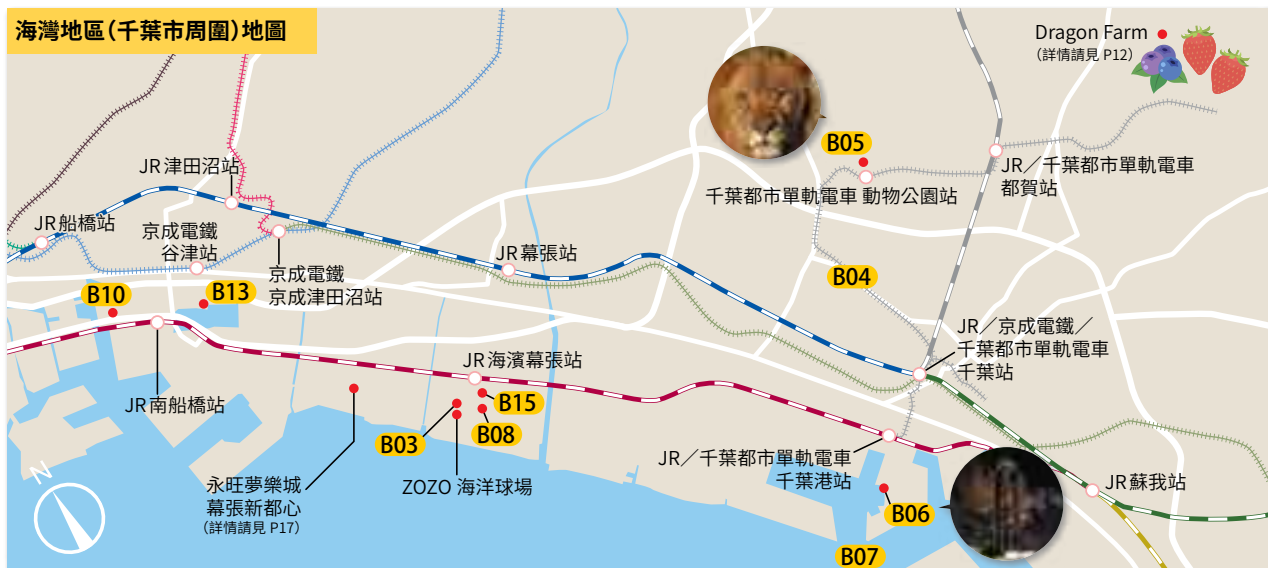 海灣地區(千葉市周圍)地圖
Dragon Farm
(詳情請見 P12)
B05
JR/千葉都市單軌電車
都賀站
千葉都市單軌電車 動物公園站
JR 津田沼站
JR 船橋站
京成電鐵
谷津站
京成電鐵
京成津田沼站
JR 幕張站
B04
B10
B13
JR/京成電鐵/
千葉都市單軌電車
千葉站
JR 海濱幕張站
JR 南船橋站
B15
B08
B03
永旺夢樂城
幕張新都心
(詳情請見 P17)
ZOZO 海洋球場
JR/千葉都市單軌電車
千葉港站
JR 蘇我站
B06
B07
N